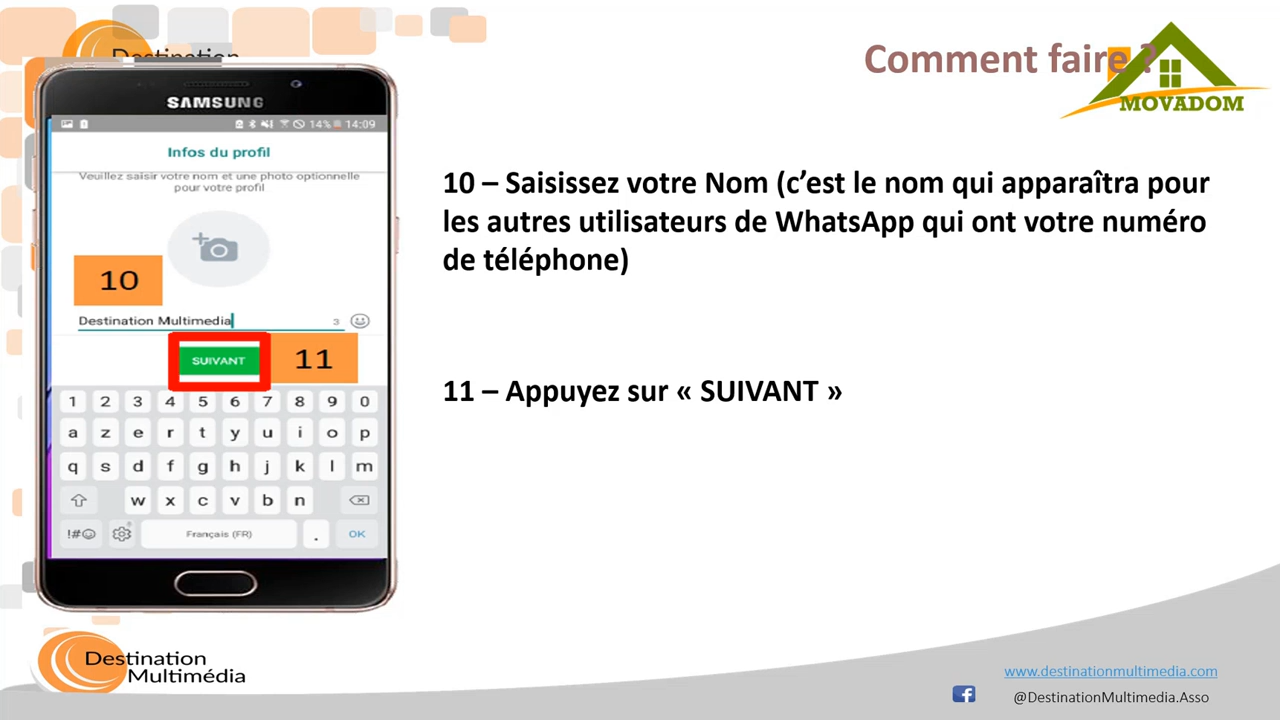 Destination
Comment faire ?
MOVADOM
SAMSUNG
14% 14:09
Infos du profil
Veuillez saisir votre nom et une photo optionnelle
pour votre profil
10
Destination Multimedia
3
SUIVANT
11
1 2 3 4 5 6 7 8 9 0
a z e r t y u i o p
q s d f g h j k l m
w x c v b n
!#☺ Français (FR) . OK
10 – Saisissez votre Nom (c’est le nom qui apparaîtra pour
les autres utilisateurs de WhatsApp qui ont votre numéro
de téléphone)
11 – Appuyez sur « SUIVANT »
Destination
Multimédia
www.destinationmultimedia.com
@DestinationMultimedia.Asso